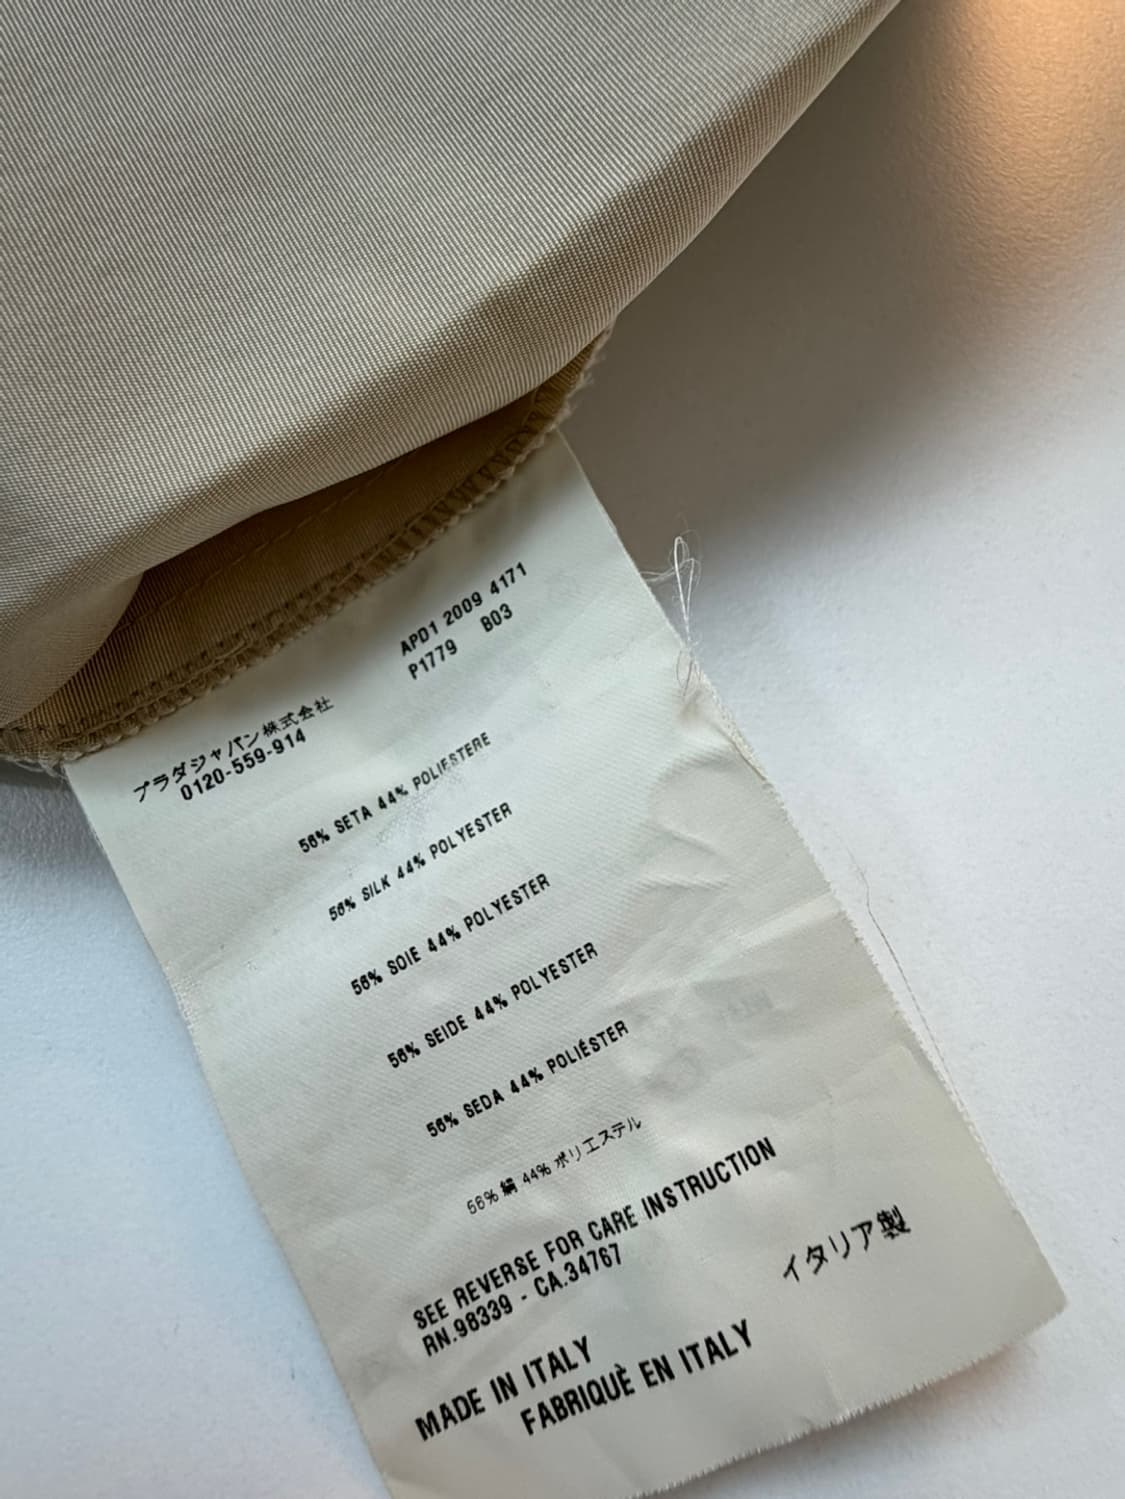 APD1 2009 4171
P1779 B03
プラダジャパン株式会社
0120-559-914
56% SETA 44% POLIESTERE
56% SILK 44% POLYESTER
56% SOIE 44% POLYESTER
56% SEIDE 44% POLYESTER
56% SEDA 44% POLIÉSTER
56% 絹 44% ポリエステル
SEE REVERSE FOR CARE INSTRUCTION
RN.98339 - CA.34767
イタリア製
MADE IN ITALY
FABRIQUÈ EN ITALY